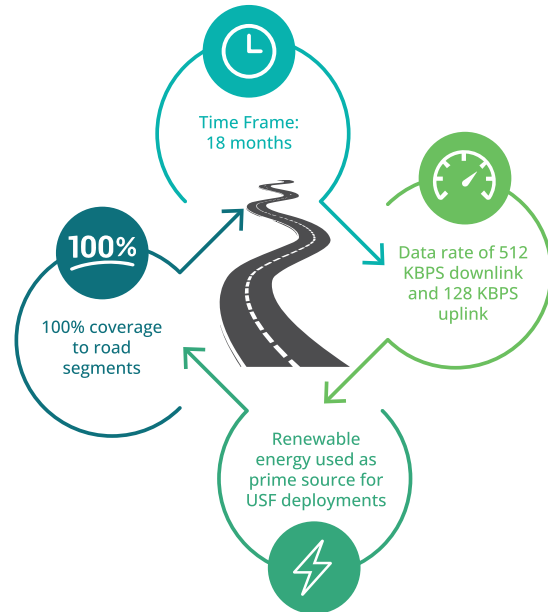 Time Frame:
18 months
Data rate of 512
KBPS downlink
and 128 KBPS
uplink
Renewable
energy used as
prime source for
USF deployments
100%
100% coverage
to road
segments